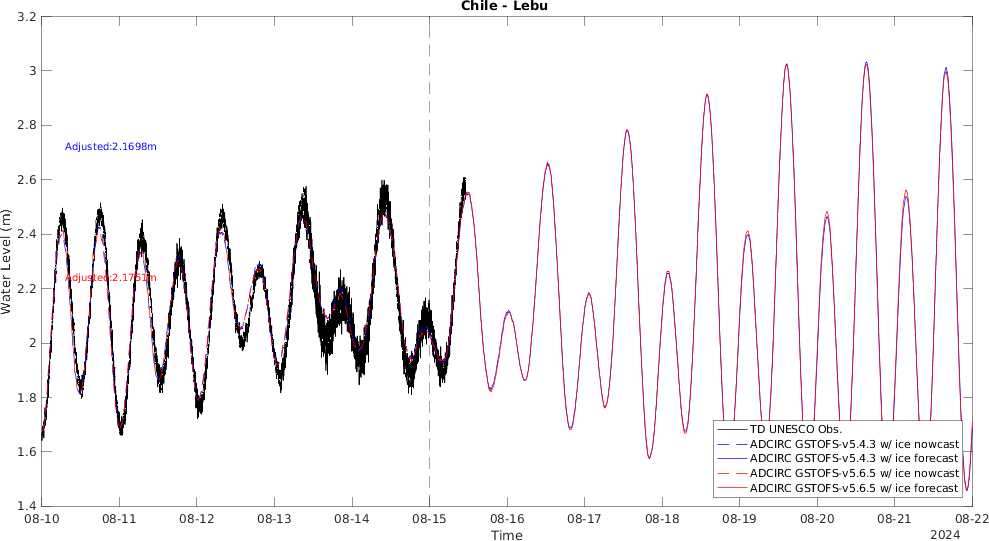 Chile - Lebu
3.2
3
2.8
2.6
2.4
2.2
2
1.8
1.6
1.4
Water Level (m)
Adjusted:2.1698m
Adjusted:2.1761m
TD UNESCO Obs.
ADCIRC GSTOFS-v5.4.3 w/ ice nowcast
ADCIRC GSTOFS-v5.4.3 w/ ice forecast
ADCIRC GSTOFS-v5.6.5 w/ ice nowcast
ADCIRC GSTOFS-v5.6.5 w/ ice forecast
08-10 08-11 08-12 08-13 08-14 08-15 08-16 08-17 08-18 08-19 08-20 08-21 08-22
Time
2024